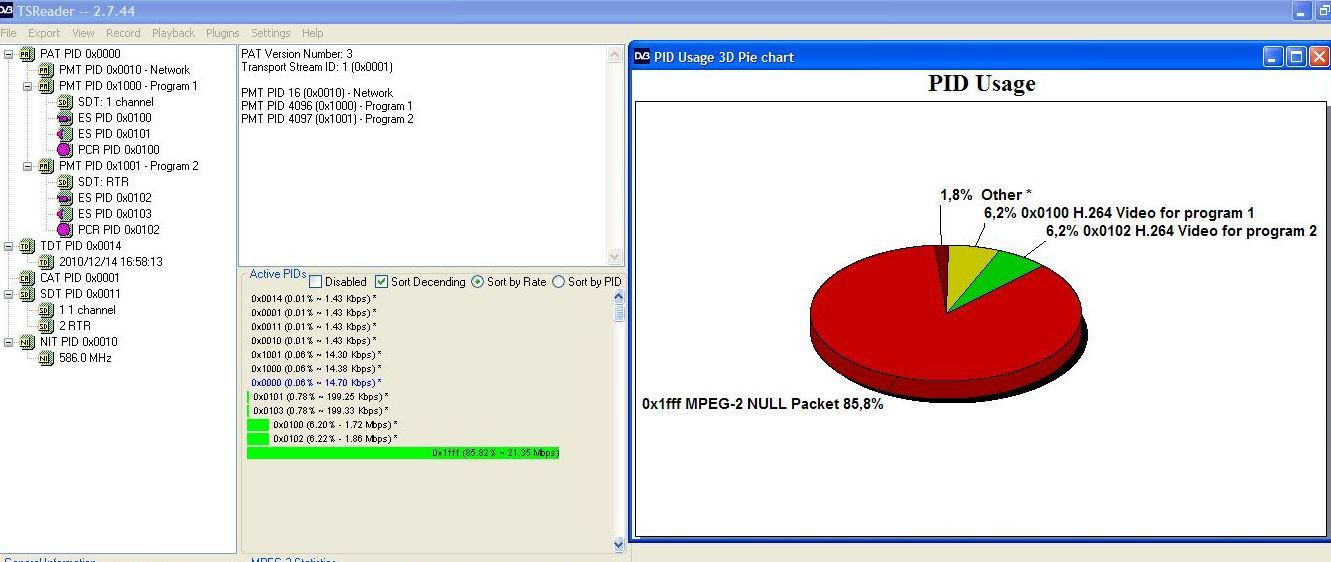 TSReader -- 2.7.44
File Export View Record Playback Plugins Settings Help
PAT PID 0x0000
PMT PID 0x0010 - Network
PMT PID 0x1000 - Program 1
SDT: 1 channel
ES PID 0x0100
ES PID 0x0101
PCR PID 0x0100
PMT PID 0x1001 - Program 2
SDT: RTR
ES PID 0x0102
ES PID 0x0103
PCR PID 0x0102
TDT PID 0x0014
2010/12/14 16:58:13
CAT PID 0x0001
SDT PID 0x0011
1 1 channel
2 RTR
NIT PID 0x0010
586.0 MHz
PAT Version Number: 3
Transport Stream ID: 1 (0x0001)
PMT PID 16 (0x0010) - Network
PMT PID 4096 (0x1000) - Program 1
PMT PID 4097 (0x1001) - Program 2
Active PIDs Disabled Sort Decending Sort by Rate Sort by PID
0x0014 (0.01% ~ 1.43 Kbps) *
0x0001 (0.01% ~ 1.43 Kbps) *
0x0011 (0.01% ~ 1.43 Kbps) *
0x0010 (0.01% ~ 1.43 Kbps) *
0x1001 (0.06% ~ 14.30 Kbps) *
0x1000 (0.06% ~ 14.38 Kbps) *
0x0000 (0.06% ~ 14.70 Kbps) *
0x0101 (0.78% ~ 199.25 Kbps) *
0x0103 (0.78% ~ 199.33 Kbps) *
0x0100 (6.20% - 1.72 Mbps) *
0x0102 (6.22% - 1.86 Mbps) *
0x1fff (85.82% ~ 21.35 Mbps)
DVB PID Usage 3D Pie chart
PID Usage
1,8% Other *
6,2% 0x0100 H.264 Video for program 1
6,2% 0x0102 H.264 Video for program 2
0x1fff MPEG-2 NULL Packet 85,8%